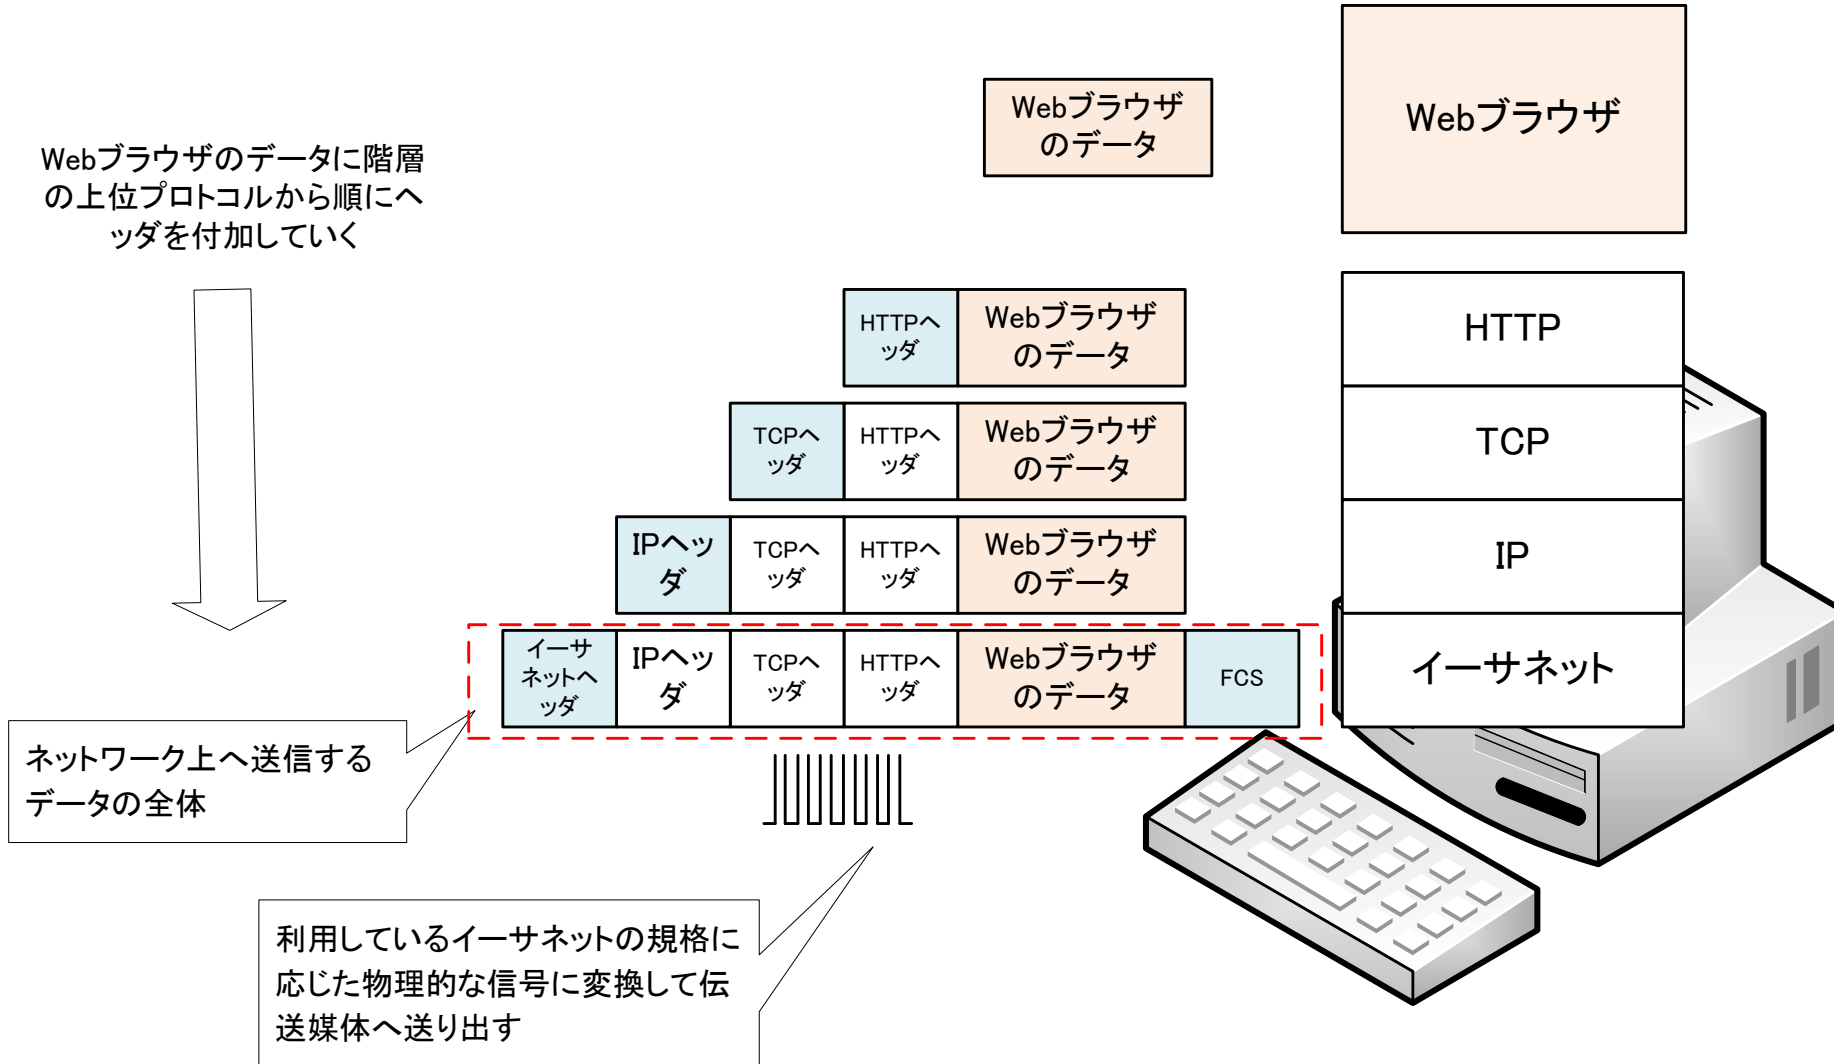 Webブラウザ
Webブラウザ
のデータ
Webブラウザのデータに階層
の上位プロトコルから順にヘ
ッダを付加していく
HTTPヘ
ッダ
Webブラウザ
のデータ
HTTP
TCPヘ
ッダ
HTTPヘ
ッダ
Webブラウザ
のデータ
TCP
IPヘッ
ダ
TCPヘ
ッダ
HTTPヘ
ッダ
Webブラウザ
のデータ
IP
イーサ
ネットヘ
ッダ
IPヘッ
ダ
TCPヘ
ッダ
HTTPヘ
ッダ
Webブラウザ
のデータ
FCS
イーサネット
ネットワーク上へ送信する
データの全体
利用しているイーサネットの規格に
応じた物理的な信号に変換して伝
送媒体へ送り出す